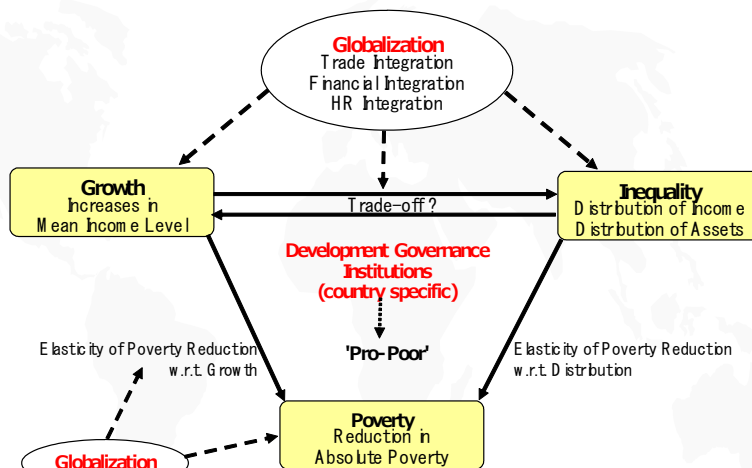 Globalization
Trade Integration
Financial Integration
HR Integration
Growth
Increases in
Mean Income Level
Trade-off?
Inequality
Distribution of Income
Distribution of Assets
Development Governance
Institutions
(country specific)
'Pro-Poor'
Elasticity of Poverty Reduction
w.r.t. Growth
Elasticity of Poverty Reduction
w.r.t. Distribution
Poverty
Reduction in
Absolute Poverty
Globalization